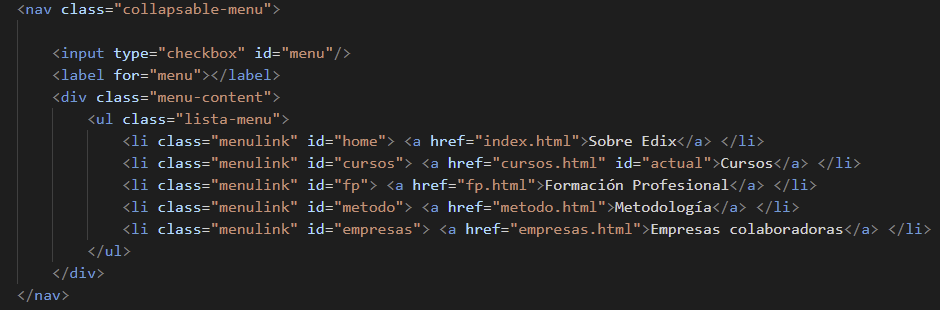 <nav class="collapsable-menu">
<input type="checkbox" id="menu"/>
<label for="menu"></label>
<div class="menu-content">
<ul class="lista-menu">
<li class="menulink" id="home"> <a href="index.html">Sobre Edix</a> </li>
<li class="menulink" id="cursos"> <a href="cursos.html" id="actual">Cursos</a> </li>
<li class="menulink" id="fp"> <a href="fp.html">Formación Profesional</a> </li>
<li class="menulink" id="metodo"> <a href="metodo.html">Metodología</a> </li>
<li class="menulink" id="empresas"> <a href="empresas.html">Empresas colaboradoras</a> </li>
</ul>
</div>
</nav>